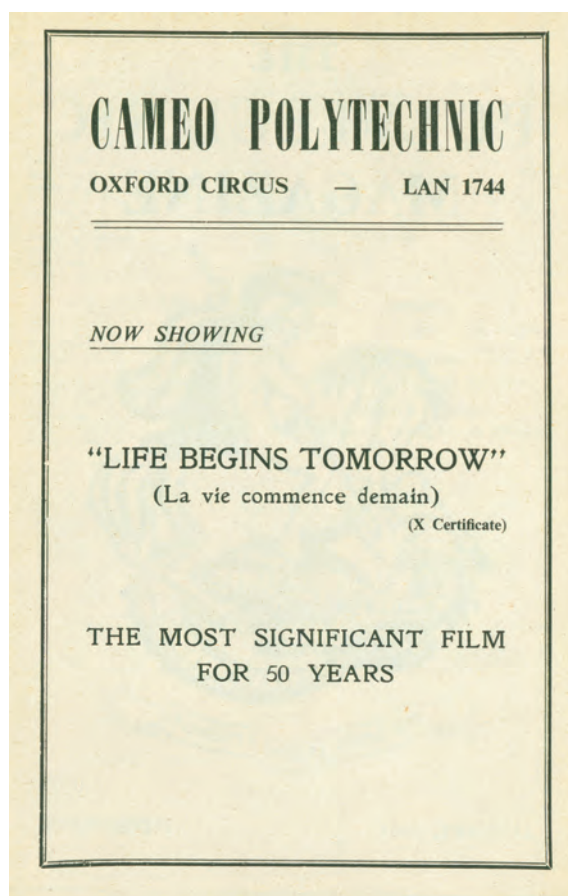 CAMEO POLYTECHNIC
OXFORD CIRCUS — LAN 1744
NOW SHOWING
“LIFE BEGINS TOMORROW”
(La vie commence demain)
(X Certificate)
THE MOST SIGNIFICANT FILM
FOR 50 YEARS